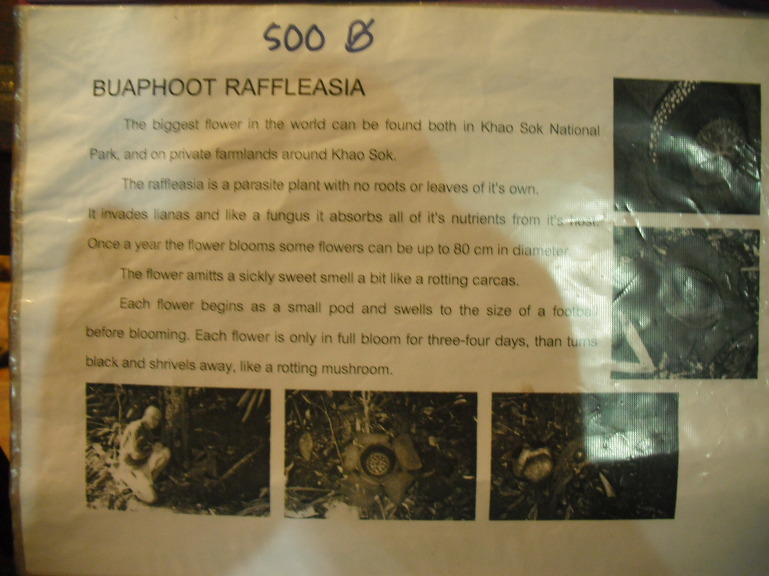 500 ฿
BUAPHOOT RAFFLEASIA
The biggest flower in the world can be found both in Khao Sok National
Park, and on private farmlands around Khao Sok.
The raffleasia is a parasite plant with no roots or leaves of it's own.
It invades lianas and like a fungus it absorbs all of it's nutrients from it's host.
Once a year the flower blooms some flowers can be up to 80 cm in diameter.
The flower amitts a sickly sweet smell a bit like a rotting carcas.
Each flower begins as a small pod and swells to the size of a football
before blooming. Each flower is only in full bloom for three-four days, than turns
black and shrivels away, like a rotting mushroom.